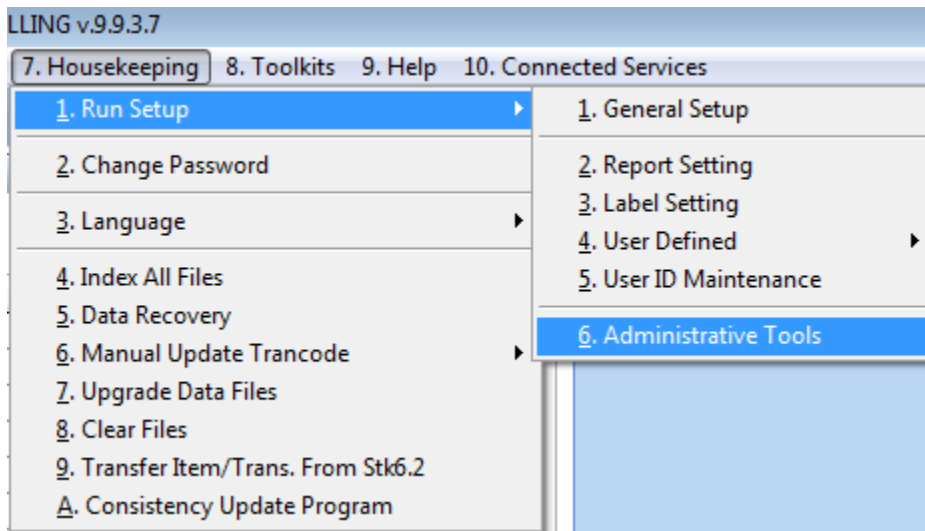 LLING v.9.9.3.7
7. Housekeeping 8. Toolkits 9. Help 10. Connected Services
1. Run Setup
2. Change Password
3. Language
4. Index All Files
5. Data Recovery
6. Manual Update Trancode
7. Upgrade Data Files
8. Clear Files
9. Transfer Item/Trans. From Stk6.2
A. Consistency Update Program
1. General Setup
2. Report Setting
3. Label Setting
4. User Defined
5. User ID Maintenance
6. Administrative Tools